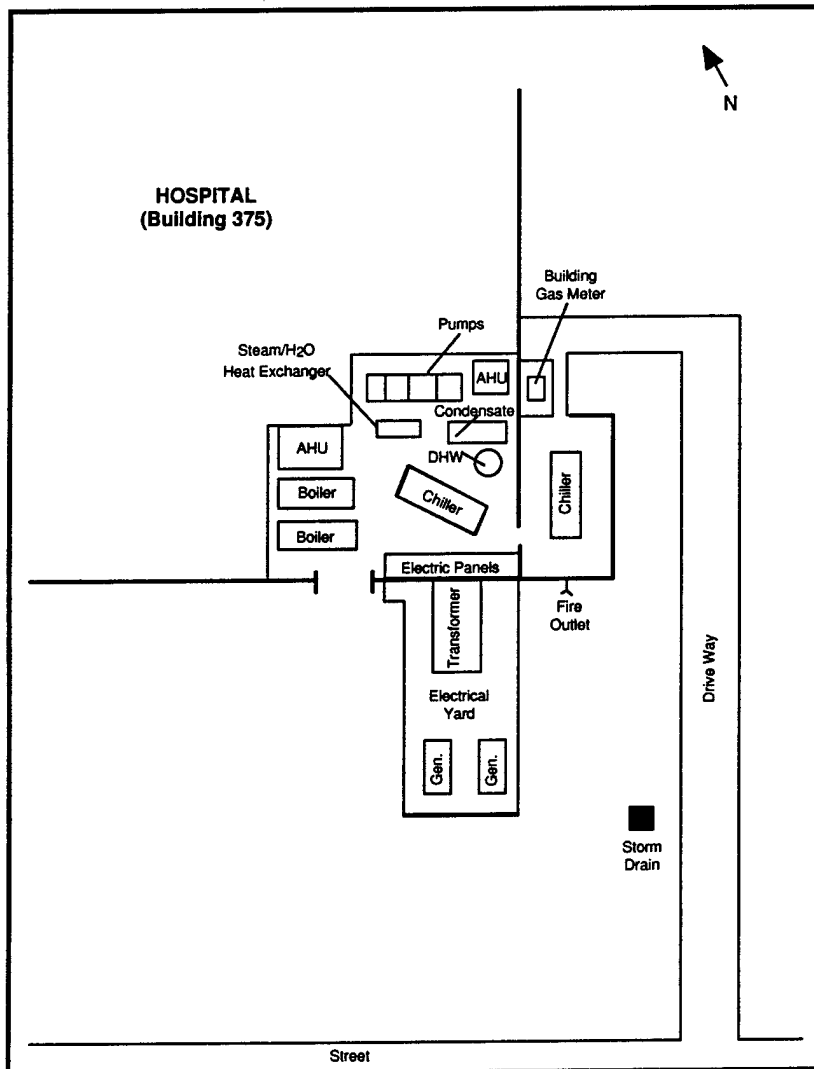 N
HOSPITAL
(Building 375)
Building
Gas Meter
Pumps
Steam/H2O
Heat Exchanger
AHU
Condensate
AHU
DHW
Chiller
Chiller
Boiler
Boiler
Electric Panels
Fire
Outlet
Transformer
Drive Way
Electrical
Yard
Gen.
Gen.
Storm
Drain
Street